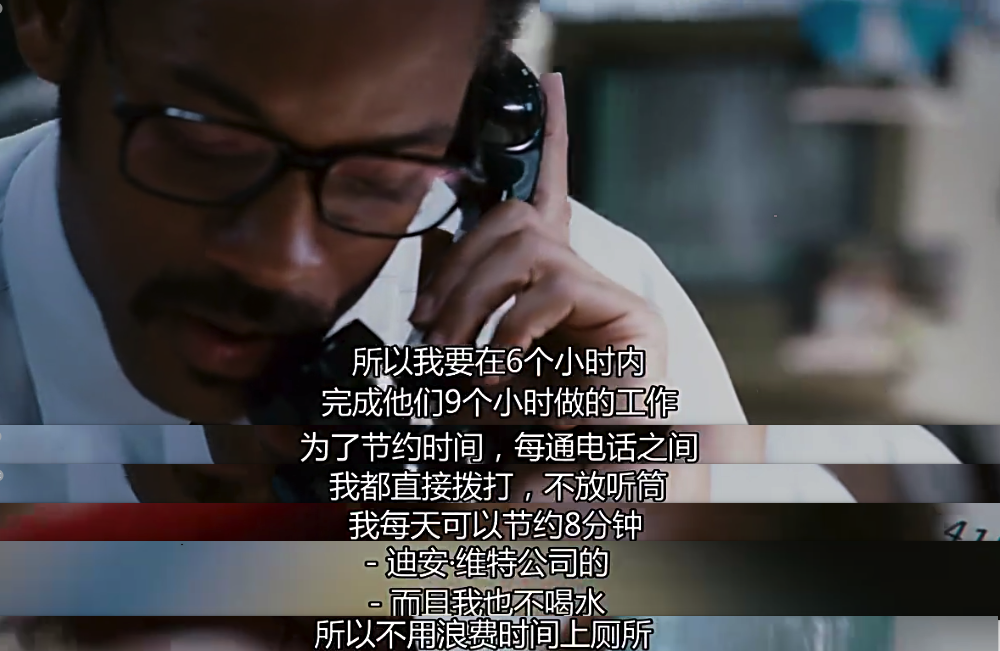 所以我要在6个小时内
完成他们9个小时做的工作
为了节约时间，每通电话之间
我都直接拨打，不放听筒
我每天可以节约8分钟
- 迪安·维特公司的
- 而且我也不喝水
所以不用浪费时间上厕所